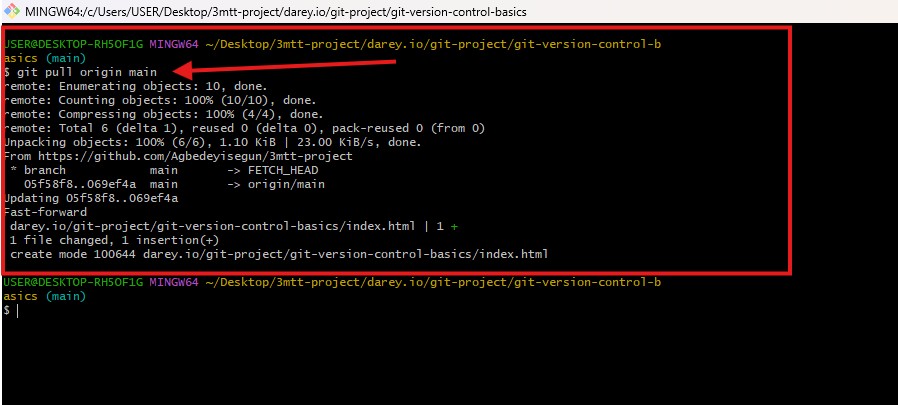 MINGW64:/c/Users/USER/Desktop/3mtt-project/darey.io/git-project/git-version-control-basics
USER@DESKTOP-RH5OF1G MINGW64 ~/Desktop/3mtt-project/darey.io/git-project/git-version-control-b
asics (main)
$ git pull origin main
remote: Enumerating objects: 10, done.
remote: Counting objects: 100% (10/10), done.
remote: Compressing objects: 100% (4/4), done.
remote: Total 6 (delta 1), reused 0 (delta 0), pack-reused 0 (from 0)
Unpacking objects: 100% (6/6), 1.10 KiB | 23.00 KiB/s, done.
From https://github.com/Agbedeyisegun/3mtt-project
 * branch            main       -> FETCH_HEAD
   05f58f8..069ef4a  main       -> origin/main
Updating 05f58f8..069ef4a
Fast-forward
 darey.io/git-project/git-version-control-basics/index.html | 1 +
 1 file changed, 1 insertion(+)
 create mode 100644 darey.io/git-project/git-version-control-basics/index.html
USER@DESKTOP-RH5OF1G MINGW64 ~/Desktop/3mtt-project/darey.io/git-project/git-version-control-b
asics (main)
$